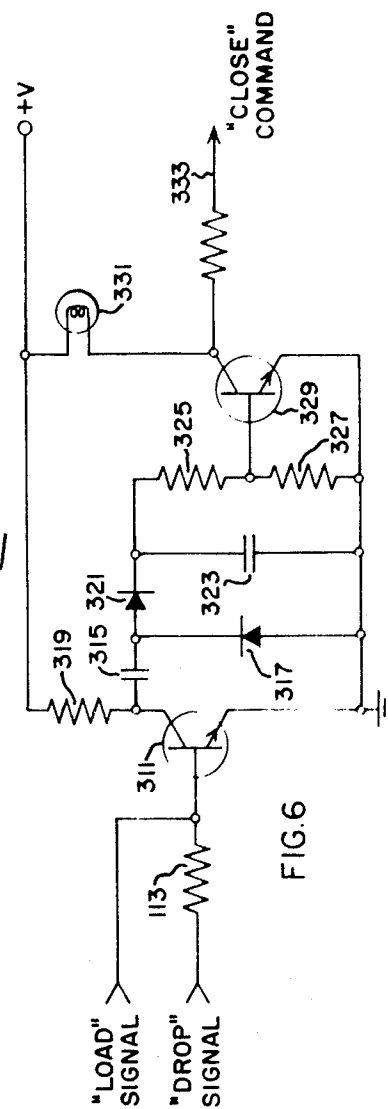 +V
331
"CLOSE"
COMMAND
333
319
315
321
325
329
323
327
317
311
"LOAD"
SIGNAL
113
"DROP"
SIGNAL
FIG.6